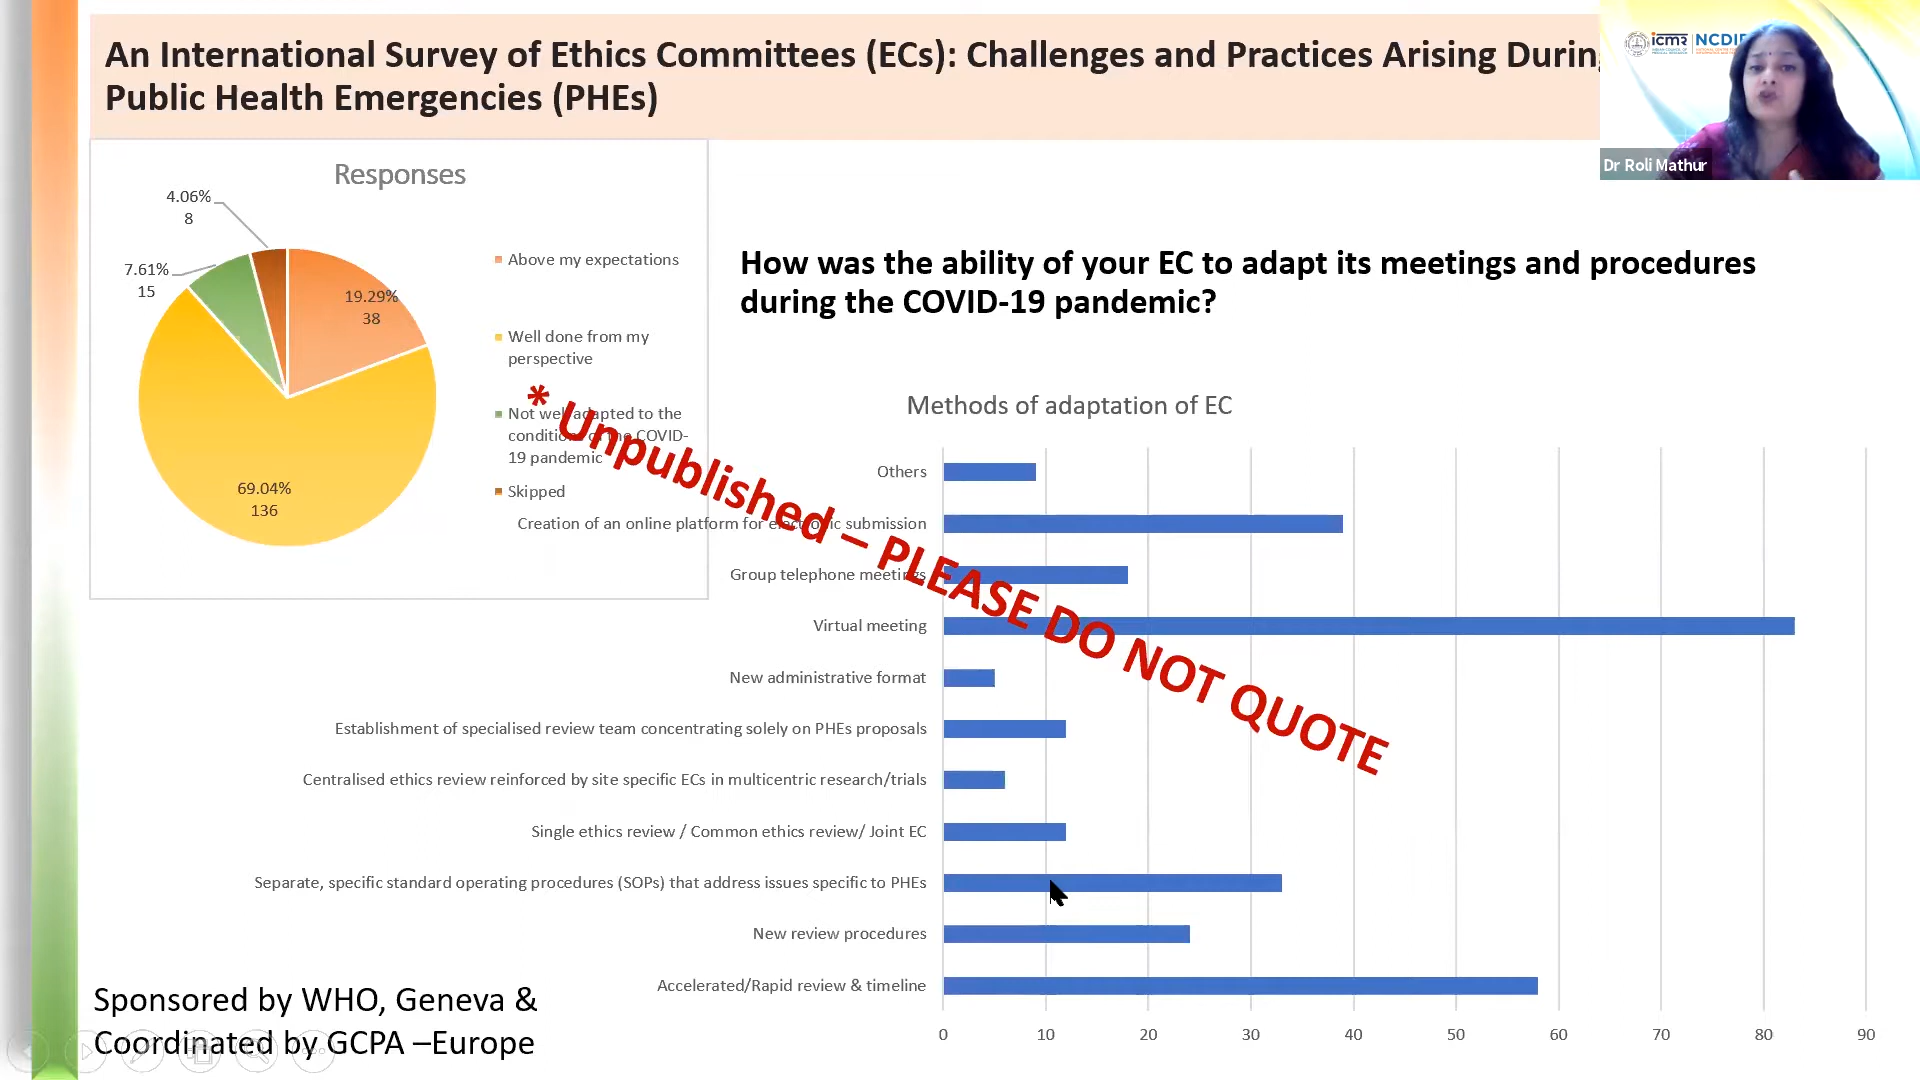 An International Survey of Ethics Committees (ECs): Challenges and Practices Arising Durin
Public Health Emergencies (PHEs)
icmr
NCDI
Dr Roli Mathur
Responses
4.06%
8
7.61%
15
19.29%
38
69.04%
136
Above my expectations
Well done from my
perspective
Not well adapted to the
conditions of the COVID-
19 pandemic
Skipped
How was the ability of your EC to adapt its meetings and procedures
during the COVID-19 pandemic?
* Unpublished – PLEASE DO NOT QUOTE
Methods of adaptation of EC
Others
Creation of an online platform for electronic submission
Group telephone meetings
Virtual meeting
New administrative format
Establishment of specialised review team concentrating solely on PHEs proposals
Centralised ethics review reinforced by site specific ECs in multicentric research/trials
Single ethics review / Common ethics review/ Joint EC
Separate, specific standard operating procedures (SOPs) that address issues specific to PHEs
New review procedures
Accelerated/Rapid review & timeline
0 10 20 30 40 50 60 70 80 90
Sponsored by WHO, Geneva &
Coordinated by GCPA –Europe